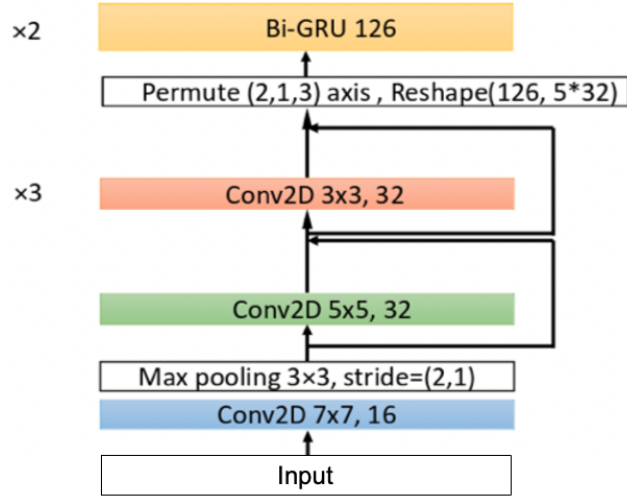 ×2
Bi-GRU 126
Permute (2,1,3) axis , Reshape(126, 5*32)
×3
Conv2D 3x3, 32
Conv2D 5x5, 32
Max pooling 3×3, stride=(2,1)
Conv2D 7x7, 16
Input